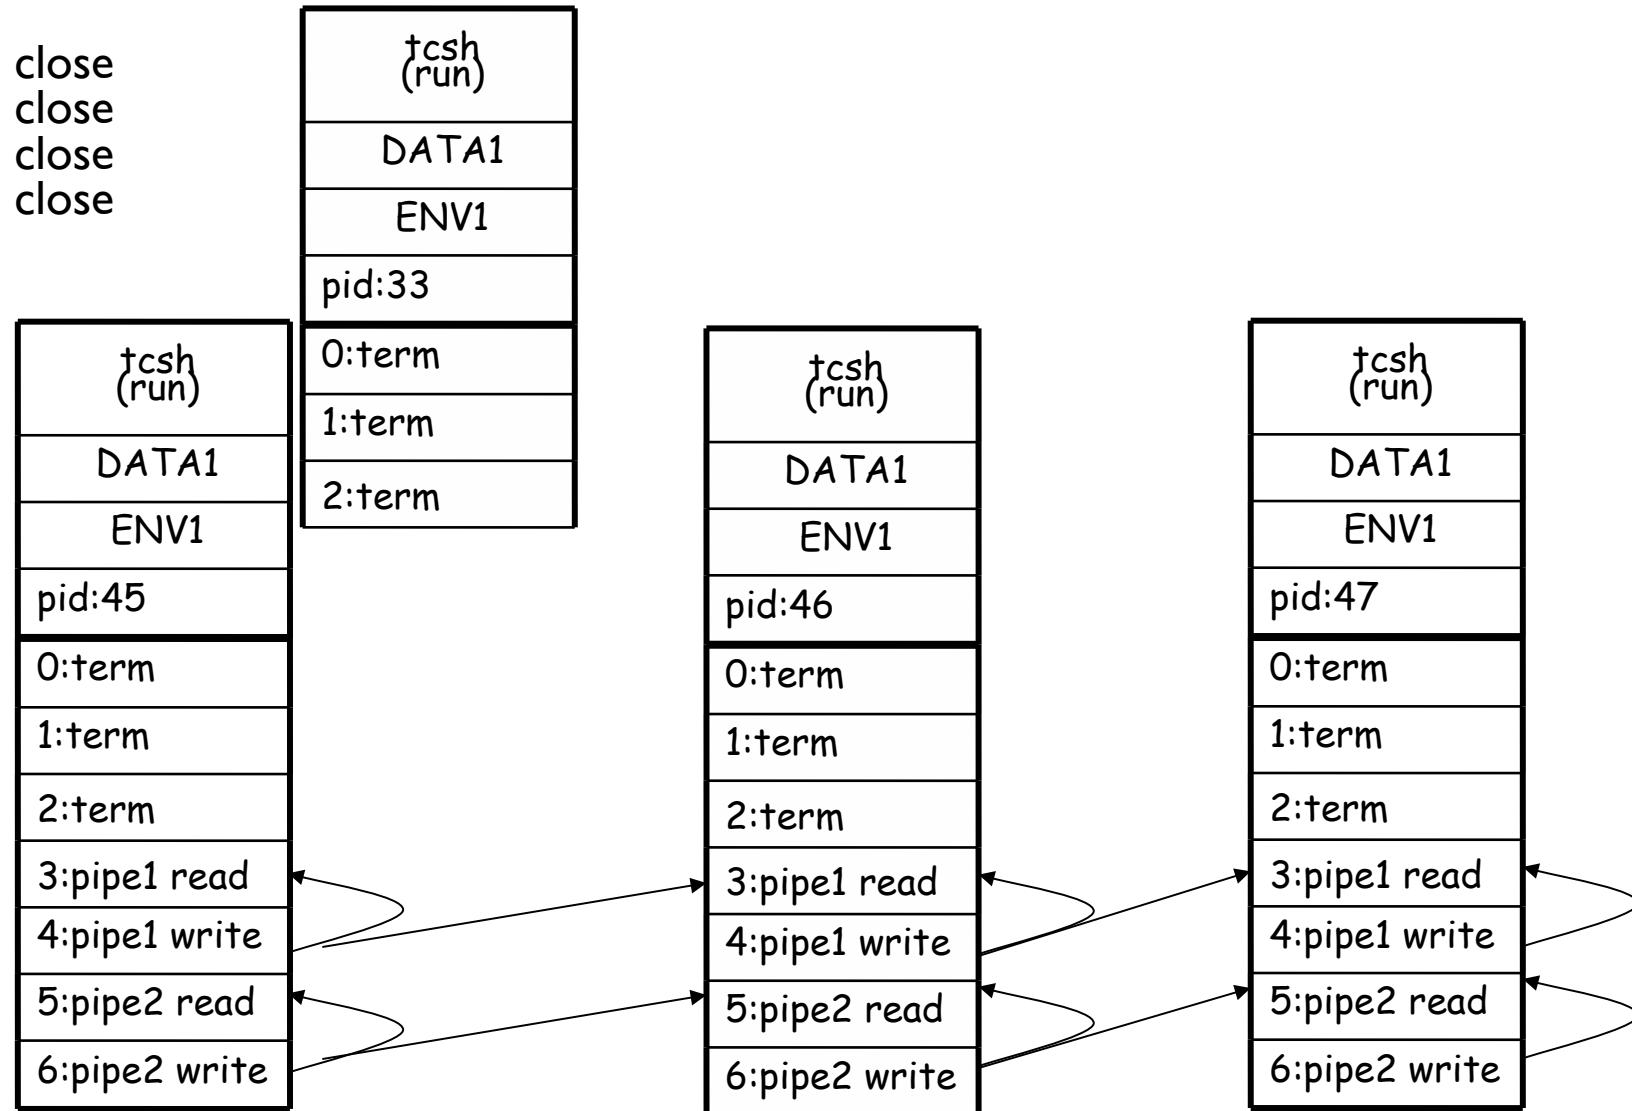 close
close
close
close
tcsh
(run)
DATA1
ENV1
pid:33
0:term
1:term
2:term
tcsh
(run)
DATA1
ENV1
pid:45
0:term
1:term
2:term
3:pipe1 read
4:pipe1 write
5:pipe2 read
6:pipe2 write
tcsh
(run)
DATA1
ENV1
pid:46
0:term
1:term
2:term
3:pipe1 read
4:pipe1 write
5:pipe2 read
6:pipe2 write
tcsh
(run)
DATA1
ENV1
pid:47
0:term
1:term
2:term
3:pipe1 read
4:pipe1 write
5:pipe2 read
6:pipe2 write